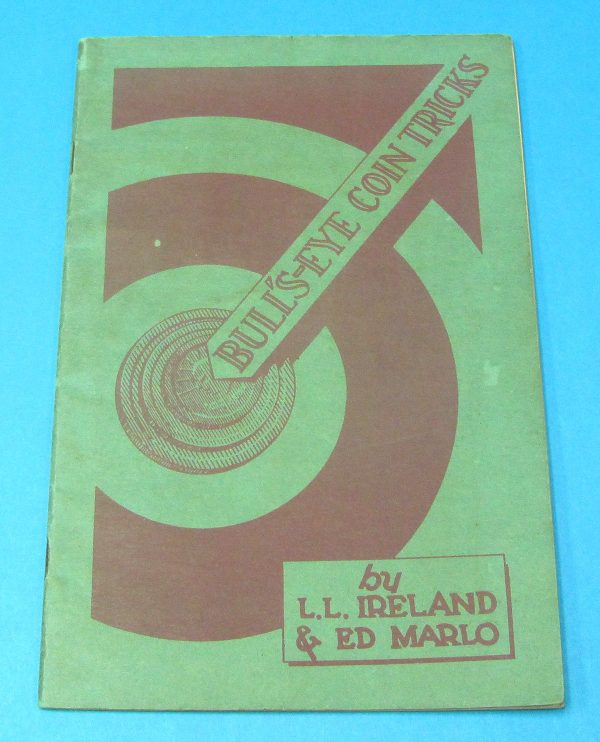 BULL'S-EYE COIN TRICKS
by
L.L. IRELAND
& ED MARLO